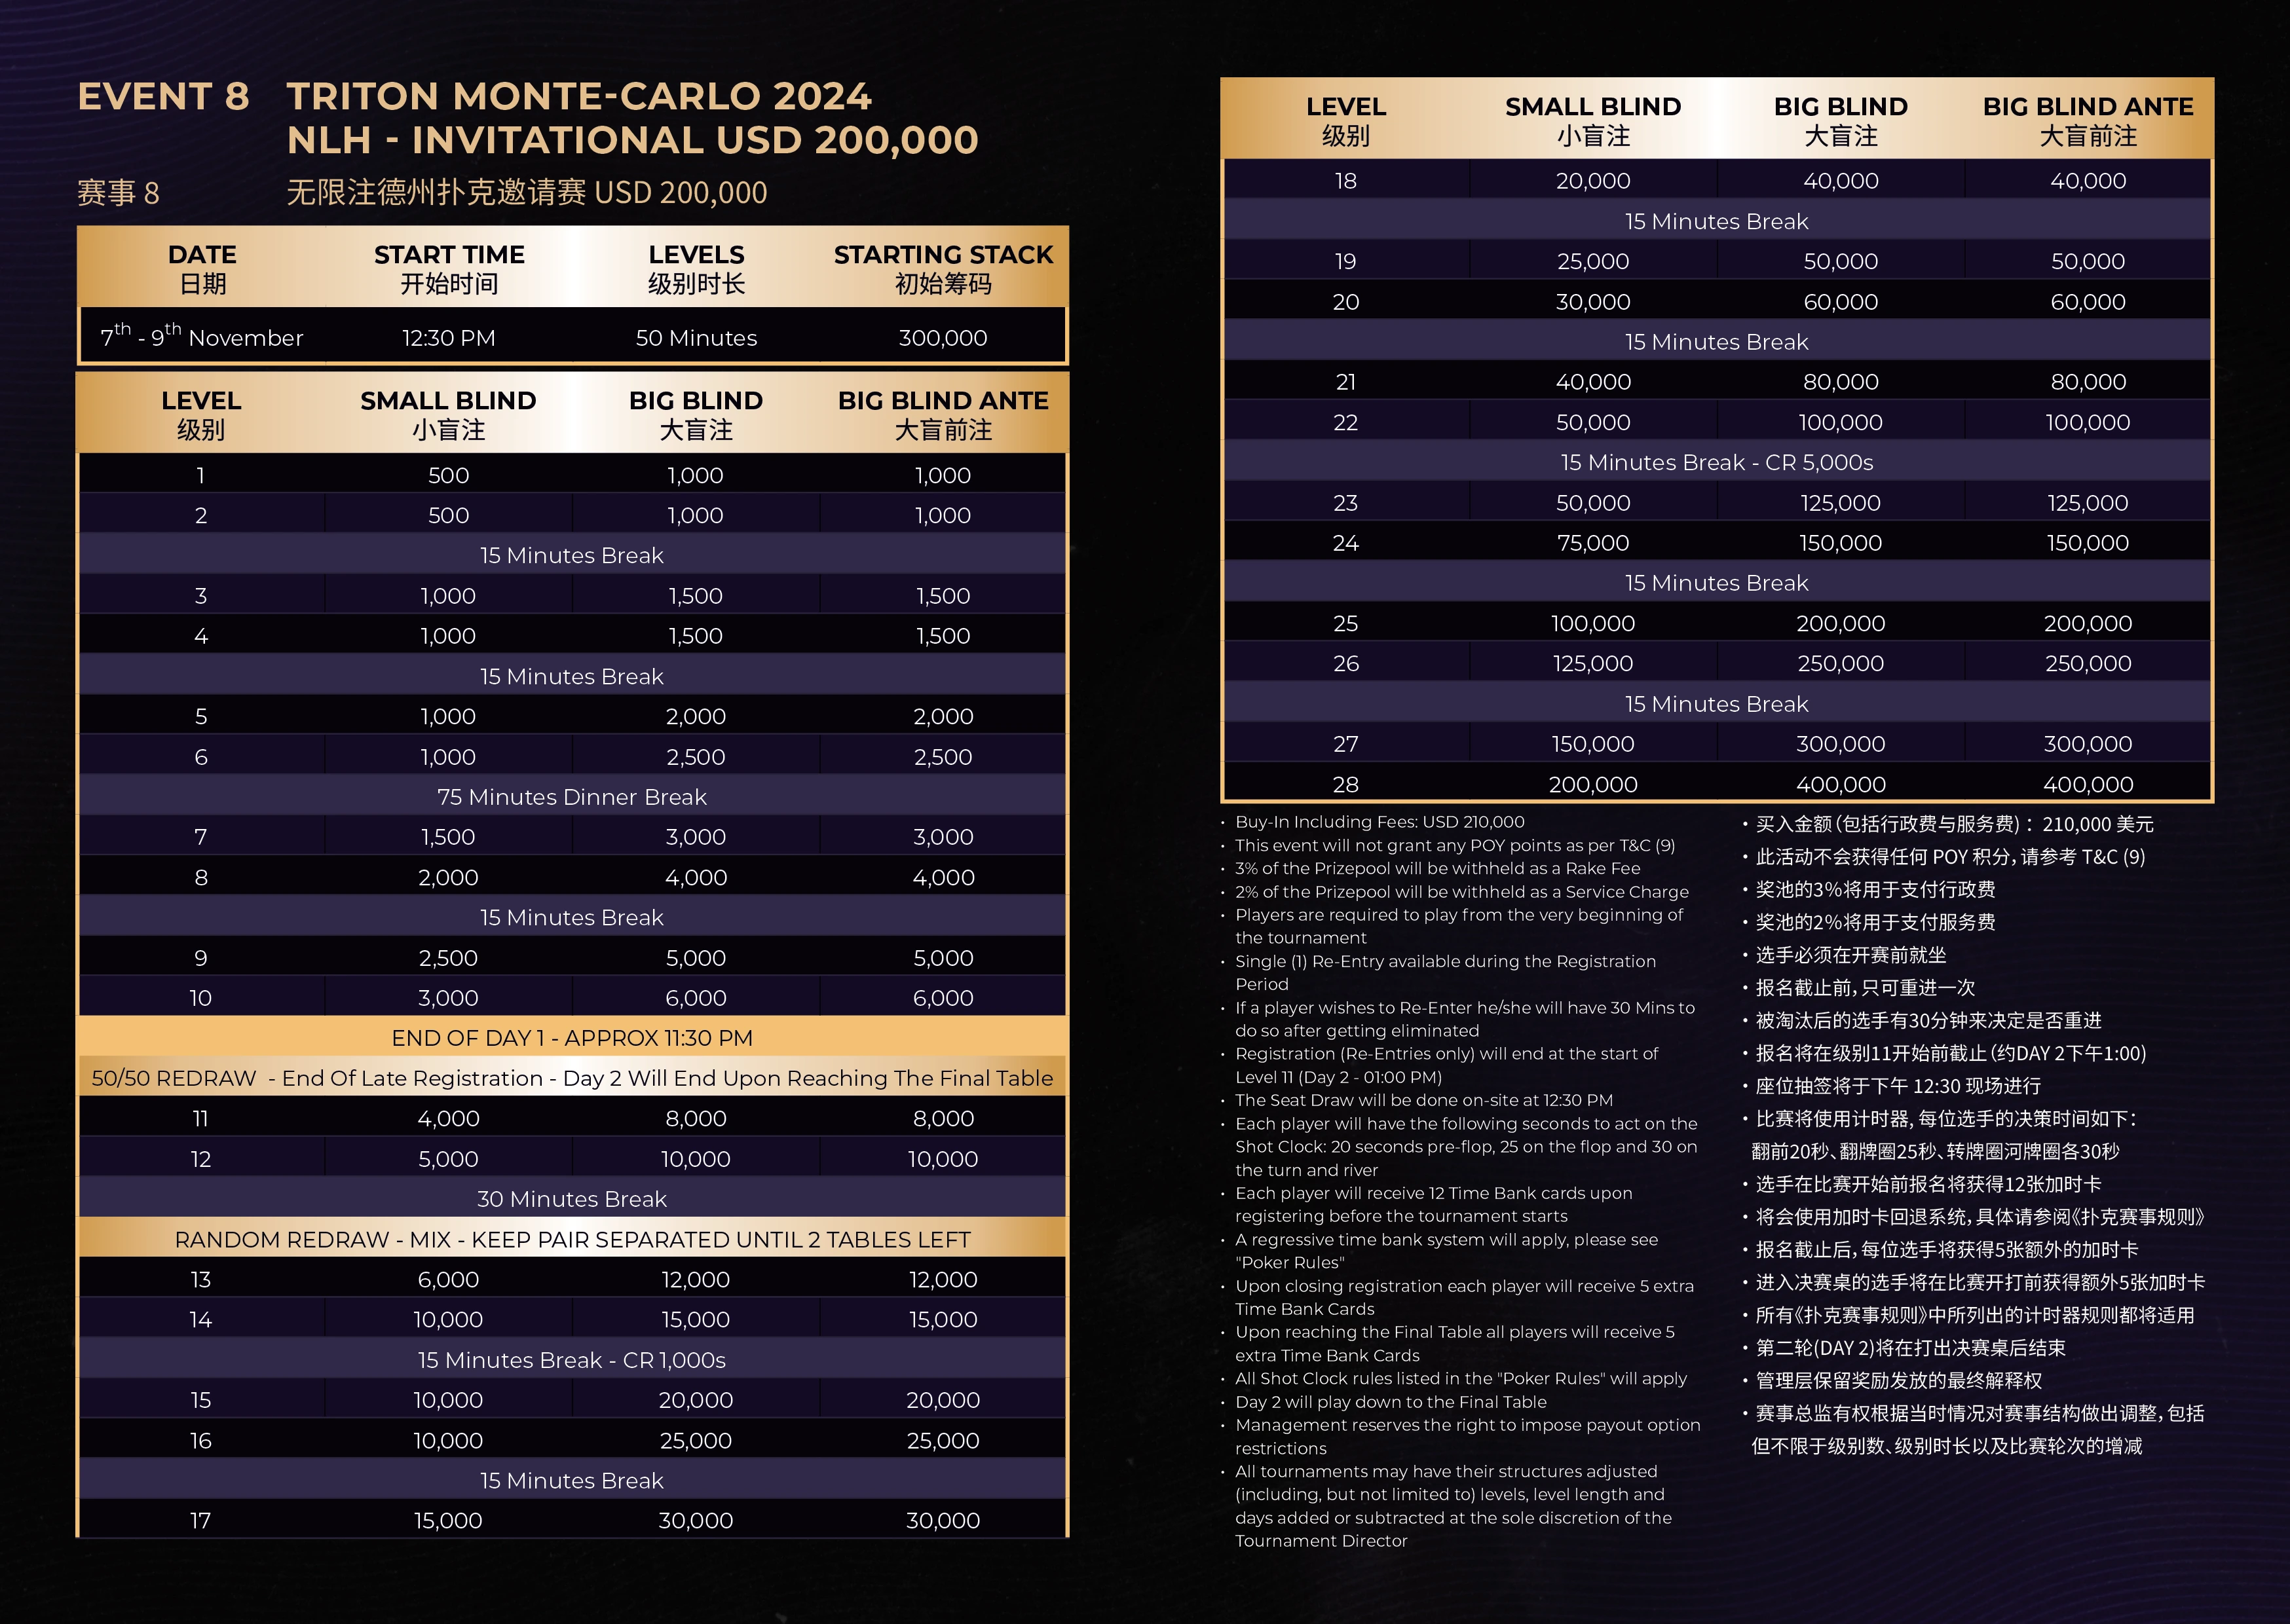 EVENT 8 TRITON MONTE-CARLO 2024
NLH - INVITATIONAL USD 200,000
赛事 8 无限注德州扑克邀请赛 USD 200,000
DATE START TIME LEVELS STARTING STACK
日期 开始时间 级别时长 初始筹码
7th - 9th November 12:30 PM 50 Minutes 300,000
LEVEL SMALL BLIND BIG BLIND BIG BLIND ANTE
级别 小盲注 大盲注 大盲前注
1 500 1,000 1,000
2 500 1,000 1,000
15 Minutes Break
3 1,000 1,500 1,500
4 1,000 1,500 1,500
15 Minutes Break
5 1,000 2,000 2,000
6 1,000 2,500 2,500
75 Minutes Dinner Break
7 1,500 3,000 3,000
8 2,000 4,000 4,000
15 Minutes Break
9 2,500 5,000 5,000
10 3,000 6,000 6,000
END OF DAY 1 - APPROX 11:30 PM
50/50 REDRAW - End Of Late Registration - Day 2 Will End Upon Reaching The Final Table
11 4,000 8,000 8,000
12 5,000 10,000 10,000
30 Minutes Break
RANDOM REDRAW - MIX - KEEP PAIR SEPARATED UNTIL 2 TABLES LEFT
13 6,000 12,000 12,000
14 10,000 15,000 15,000
15 Minutes Break - CR 1,000s
15 10,000 20,000 20,000
16 10,000 25,000 25,000
15 Minutes Break
17 15,000 30,000 30,000
LEVEL SMALL BLIND BIG BLIND BIG BLIND ANTE
级别 小盲注 大盲注 大盲前注
18 20,000 40,000 40,000
15 Minutes Break
19 25,000 50,000 50,000
20 30,000 60,000 60,000
15 Minutes Break
21 40,000 80,000 80,000
22 50,000 100,000 100,000
15 Minutes Break - CR 5,000s
23 50,000 125,000 125,000
24 75,000 150,000 150,000
15 Minutes Break
25 100,000 200,000 200,000
26 125,000 250,000 250,000
15 Minutes Break
27 150,000 300,000 300,000
28 200,000 400,000 400,000
• Buy-In Including Fees: USD 210,000
• This event will not grant any POY points as per T&C (9)
• 3% of the Prizepool will be withheld as a Rake Fee
• 2% of the Prizepool will be withheld as a Service Charge
• Players are required to play from the very beginning of
the tournament
• Single (1) Re-Entry available during the Registration
Period
• If a player wishes to Re-Enter he/she will have 30 Mins to
do so after getting eliminated
• Registration (Re-Entries only) will end at the start of
Level 11 (Day 2 - 01:00 PM)
• The Seat Draw will be done on-site at 12:30 PM
• Each player will have the following seconds to act on the
Shot Clock: 20 seconds pre-flop, 25 on the flop and 30 on
the turn and river
• Each player will receive 12 Time Bank cards upon
registering before the tournament starts
• A regressive time bank system will apply, please see
"Poker Rules"
• Upon closing registration each player will receive 5 extra
Time Bank Cards
• Upon reaching the Final Table all players will receive 5
extra Time Bank Cards
• All Shot Clock rules listed in the "Poker Rules" will apply
• Day 2 will play down to the Final Table
• Management reserves the right to impose payout option
restrictions
• All tournaments may have their structures adjusted
(including, but not limited to) levels, level length and
days added or subtracted at the sole discretion of the
Tournament Director
• 买入金额（包括行政费与服务费）：210,000 美元
• 此活动不会获得任何 POY 积分，请参考 T&C (9)
• 奖池的3%将用于支付行政费
• 奖池的2%将用于支付服务费
• 选手必须在开赛前就坐
• 报名截止前，只可重进一次
• 被淘汰后的选手有30分钟来决定是否重进
• 报名将在级别11开始前截止（约DAY 2下午1:00)
• 座位抽签将于下午 12:30 现场进行
• 比赛将使用计时器, 每位选手的决策时间如下：
翻前20秒、翻牌圈25秒、转牌圈河牌圈各30秒
• 选手在比赛开始前报名将获得12张加时卡
• 将会使用加时卡回退系统，具体请参阅《扑克赛事规则》
• 报名截止后，每位选手将获得5张额外的加时卡
• 进入决赛桌的选手将在比赛开打前获得额外5张加时卡
• 所有《扑克赛事规则》中所列出的计时器规则都将适用
• 第二轮(DAY 2)将在打出决赛桌后结束
• 管理层保留奖励发放的最终解释权
• 赛事总监有权根据当时情况对赛事结构做出调整，包括
但不限于级别数、级别时长以及比赛轮次的增减